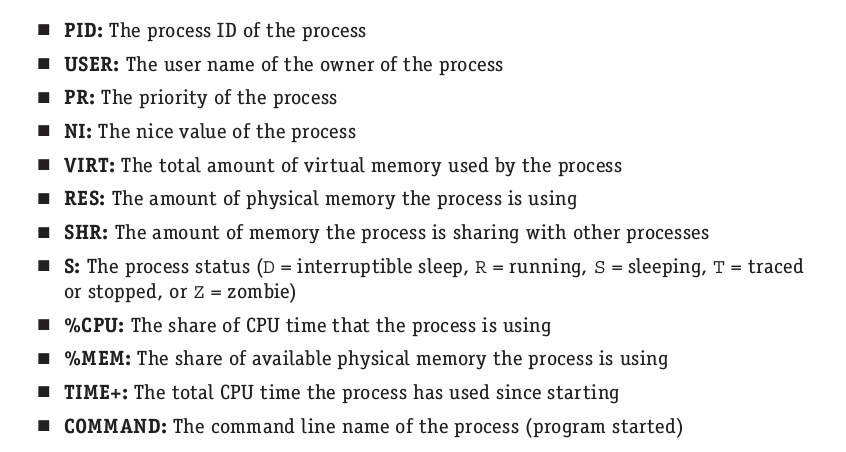 ■ PID: The process ID of the process
■ USER: The user name of the owner of the process
■ PR: The priority of the process
■ NI: The nice value of the process
■ VIRT: The total amount of virtual memory used by the process
■ RES: The amount of physical memory the process is using
■ SHR: The amount of memory the process is sharing with other processes
■ S: The process status (D = interruptible sleep, R = running, S = sleeping, T = traced
or stopped, or Z = zombie)
■ %CPU: The share of CPU time that the process is using
■ %MEM: The share of available physical memory the process is using
■ TIME+: The total CPU time the process has used since starting
■ COMMAND: The command line name of the process (program started)